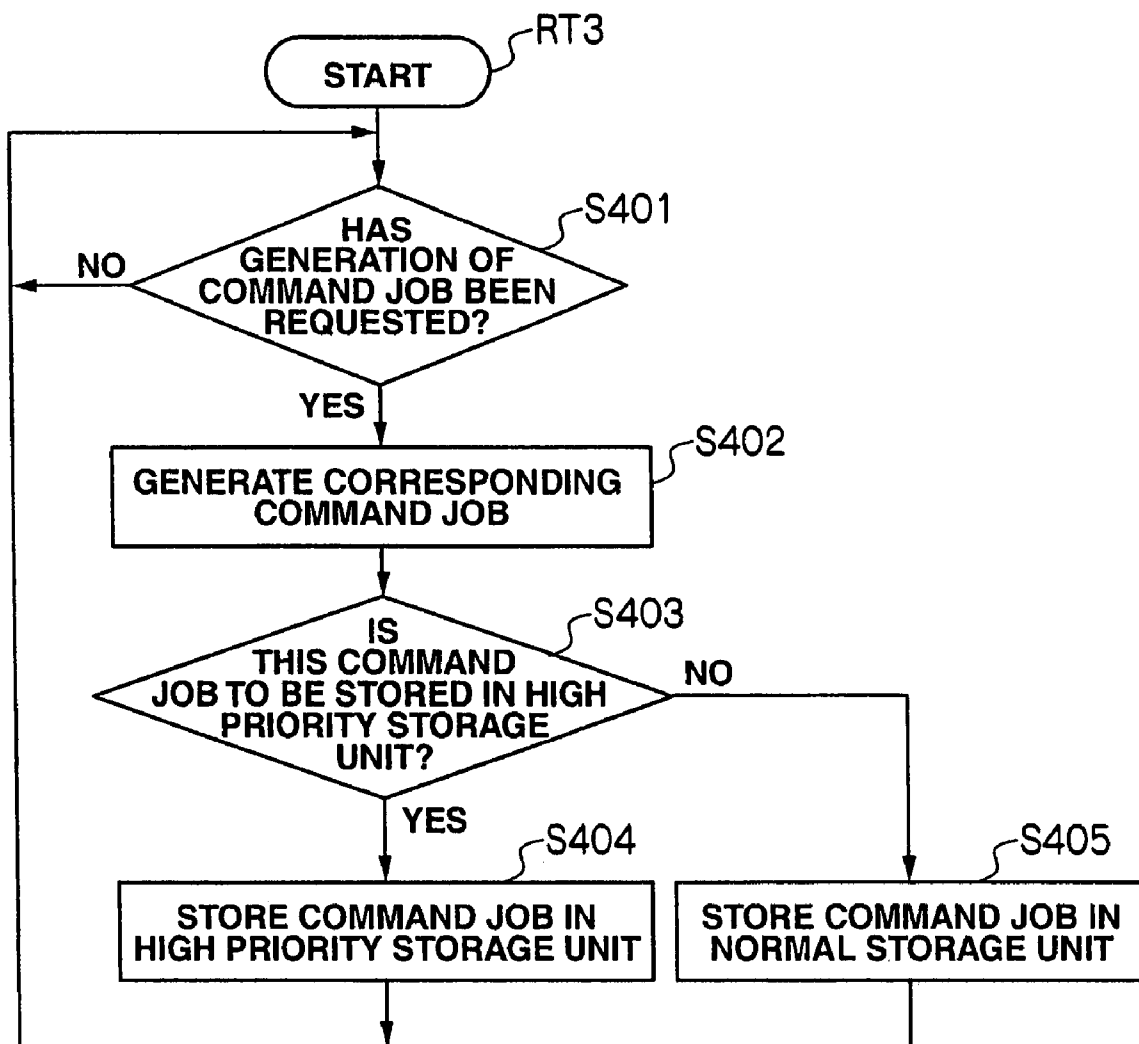 RT3
START
S401
HAS
GENERATION OF
COMMAND JOB BEEN
REQUESTED?
NO
YES
S402
GENERATE CORRESPONDING
COMMAND JOB
S403
IS
THIS COMMAND
JOB TO BE STORED IN HIGH
PRIORITY STORAGE
UNIT?
NO
YES
S404
STORE COMMAND JOB IN
HIGH PRIORITY STORAGE UNIT
S405
STORE COMMAND JOB IN
NORMAL STORAGE UNIT